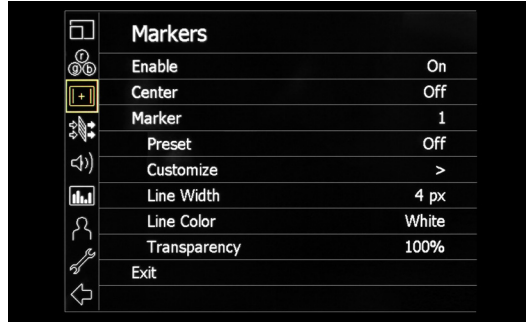 Markers
r
g b
Enable On
Center Off
Marker 1
Preset Off
Customize >
Line Width 4 px
Line Color White
Transparency 100%
Exit